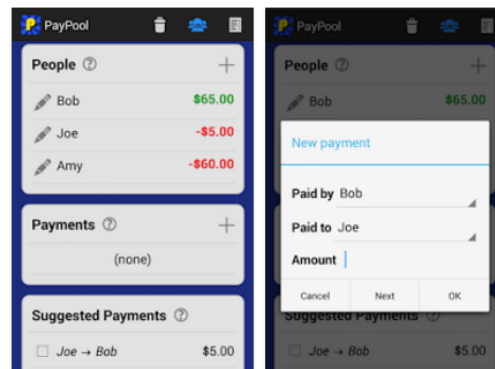 PayPool
People ?
Bob $65.00
Joe -$5.00
Amy -$60.00
Payments ?
(none)
Suggested Payments ?
Joe → Bob $5.00
PayPool
People ?
Bob $65.00
New payment
Paid by Bob
Paid to Joe
Amount
Cancel Next OK
Suggested Payments ?
Joe → Bob $5.00